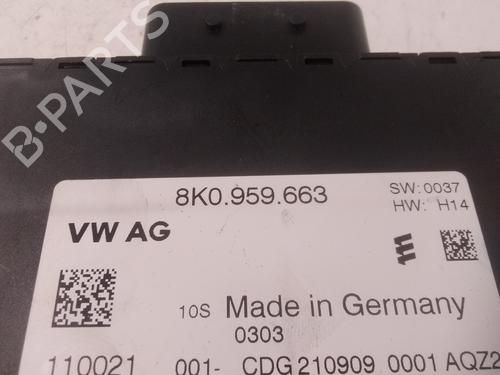 B-PARTS
8K0.959.663
SW:0037
HW: H14
VW AG
10S Made in Germany
0303
110021 001- CDG 210909 0001 AQZ2